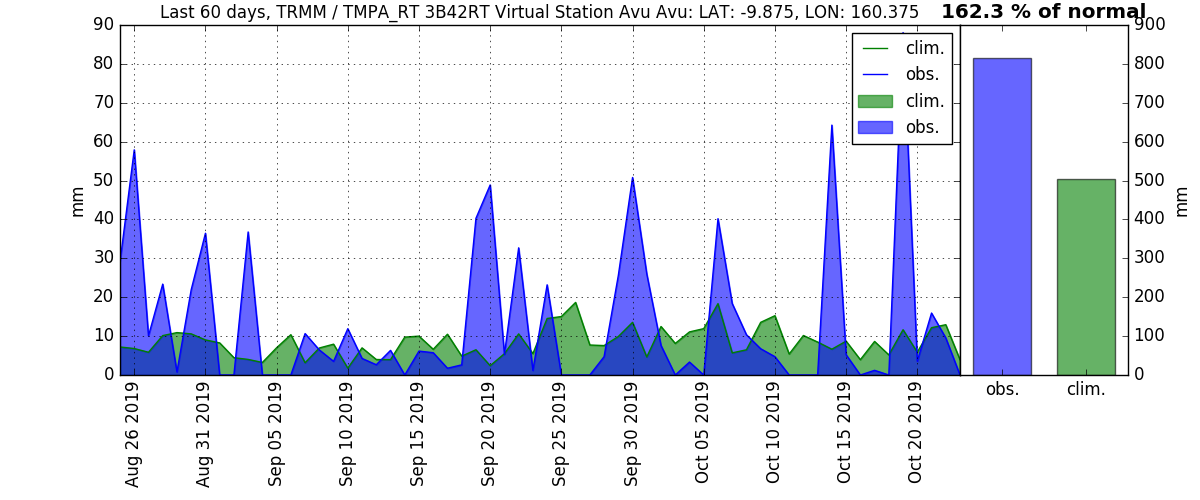 Last 60 days, TRMM / TMPA_RT 3B42RT Virtual Station Avu Avu: LAT: -9.875, LON: 160.375
162.3 % of normal
90
80
70
60
50
40
30
20
10
0
mm
clim.
obs.
clim.
obs.
Aug 26 2019
Aug 31 2019
Sep 05 2019
Sep 10 2019
Sep 15 2019
Sep 20 2019
Sep 25 2019
Sep 30 2019
Oct 05 2019
Oct 10 2019
Oct 15 2019
Oct 20 2019
900
800
700
600
500
400
300
200
100
0
mm
obs.
clim.